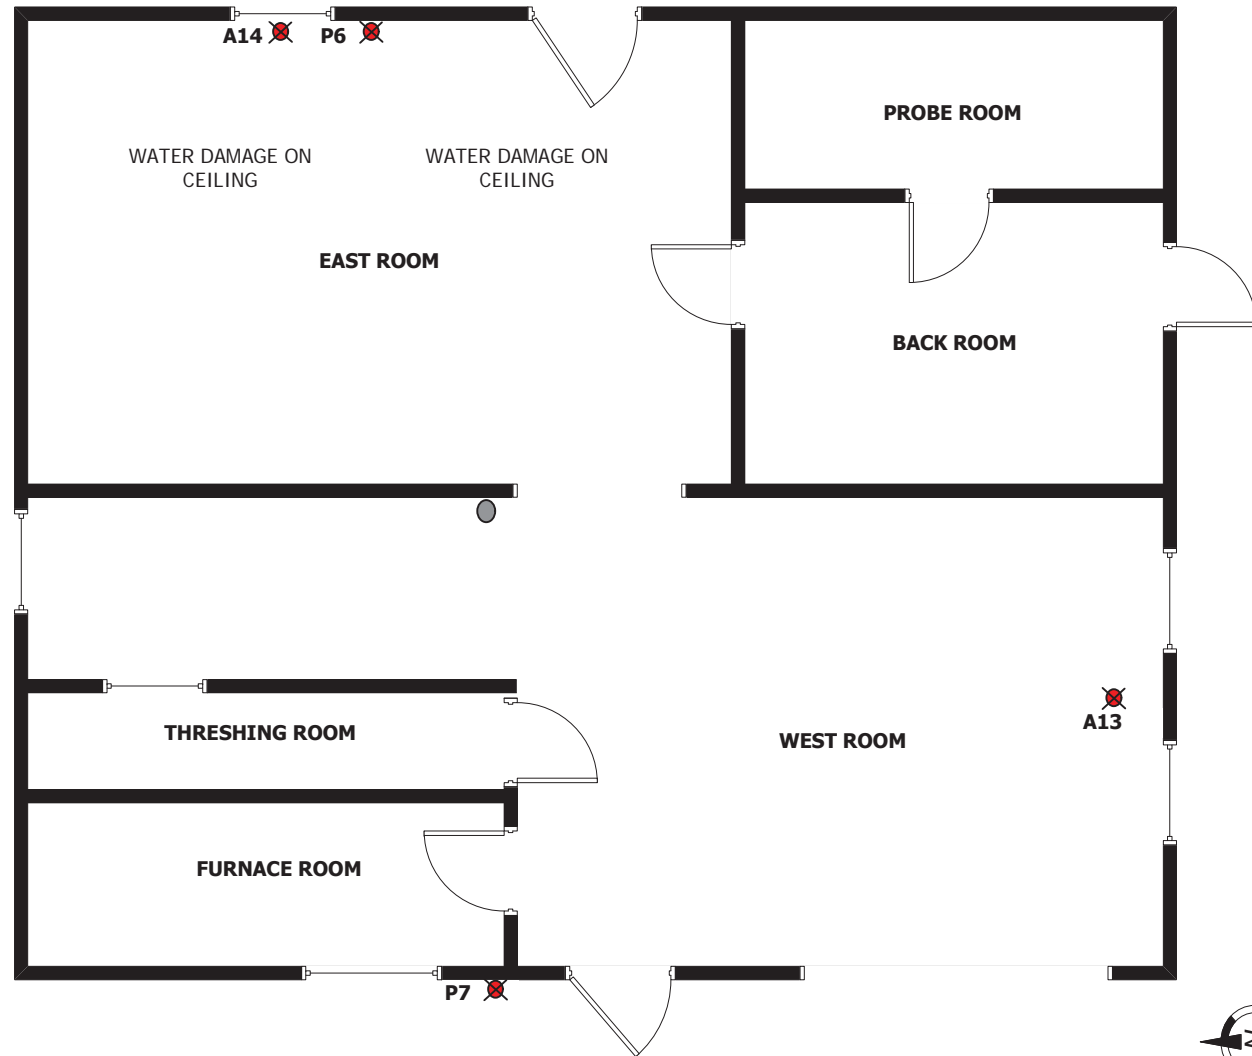 A14 P6
PROBE ROOM
WATER DAMAGE ON
CEILING
WATER DAMAGE ON
CEILING
EAST ROOM
BACK ROOM
A13
THRESHING ROOM
WEST ROOM
FURNACE ROOM
P7